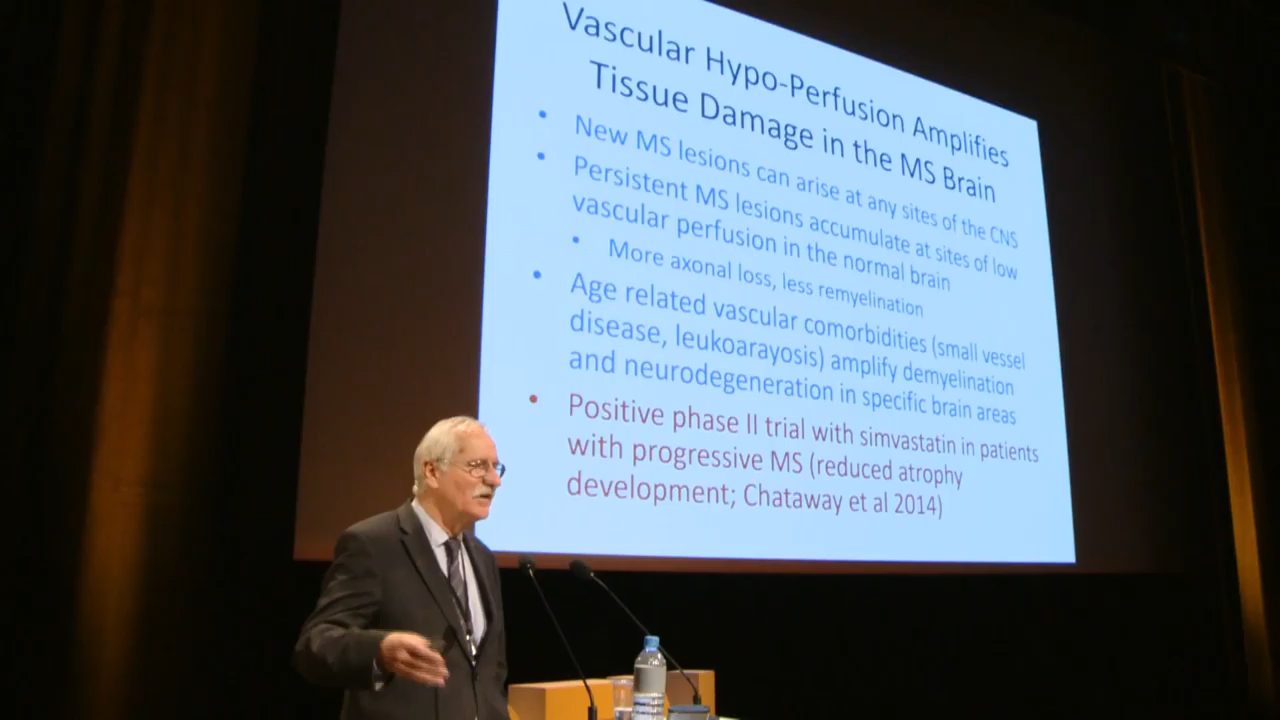 Vascular Hypo-Perfusion Amplifies
Tissue Damage in the MS Brain
• New MS lesions can arise at any sites of the CNS
• Persistent MS lesions accumulate at sites of low
vascular perfusion in the normal brain
• More axonal loss, less remyelination
• Age related vascular comorbidities (small vessel
disease, leukoarayosis) amplify demyelination
and neurodegeneration in specific brain areas
• Positive phase II trial with simvastatin in patients
with progressive MS (reduced atrophy
development; Chataway et al 2014)